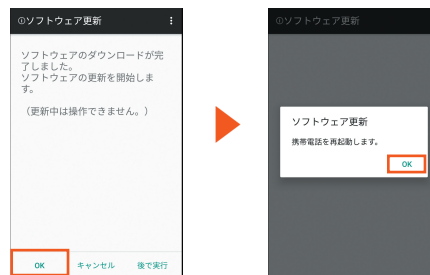 ①ソフトウェア更新
ソフトウェアのダウンロードが完
了しました。
ソフトウェアの更新を開始しま
す。
（更新中は操作できません。）
OK キャンセル 後で実行
①ソフトウェア更新
ソフトウェア更新
携帯電話を再起動します。
OK